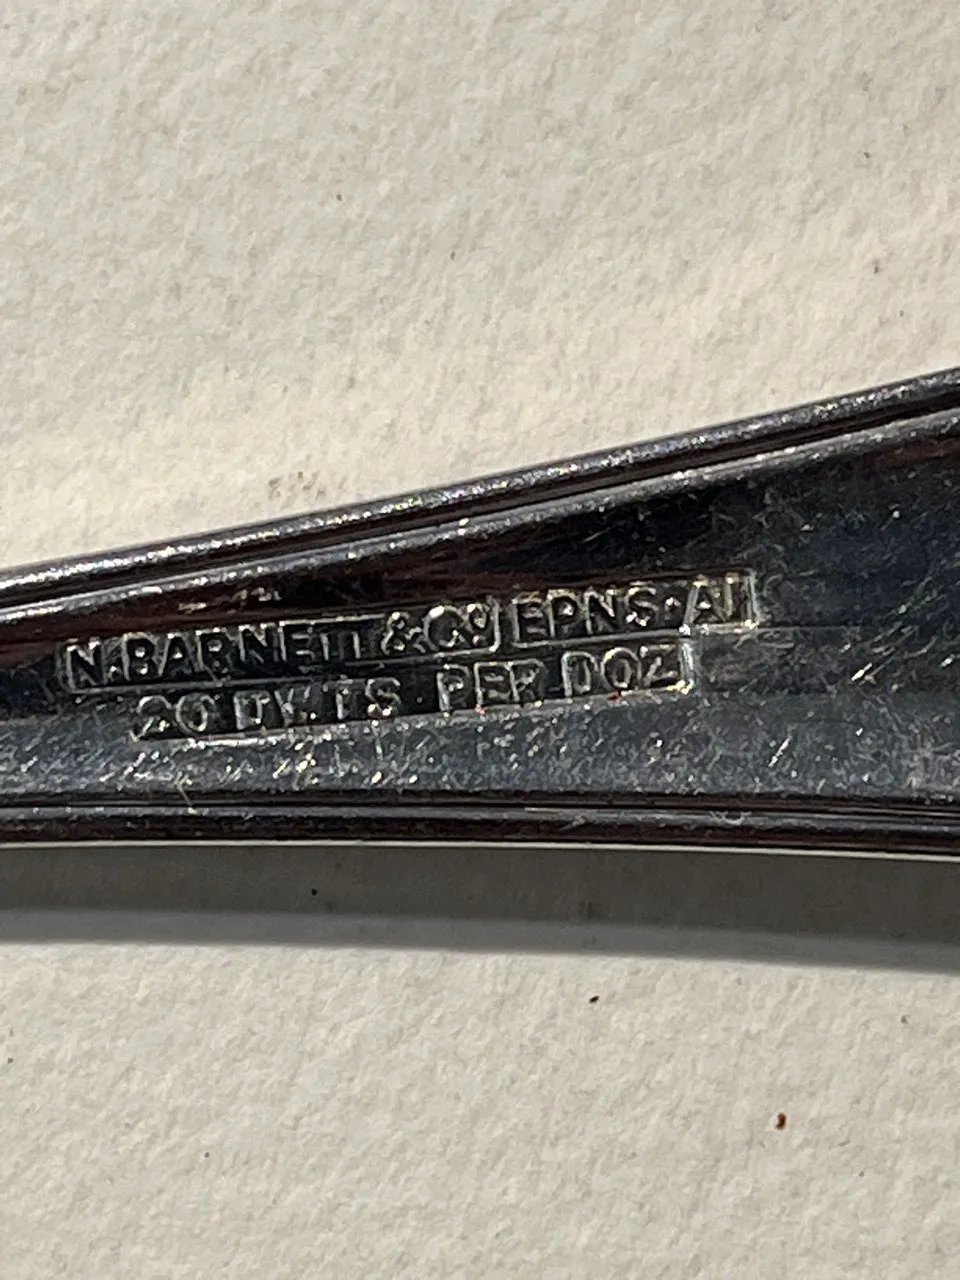 N. BARNETT & Co EPNS·A1
20 DWTS. PER DOZ